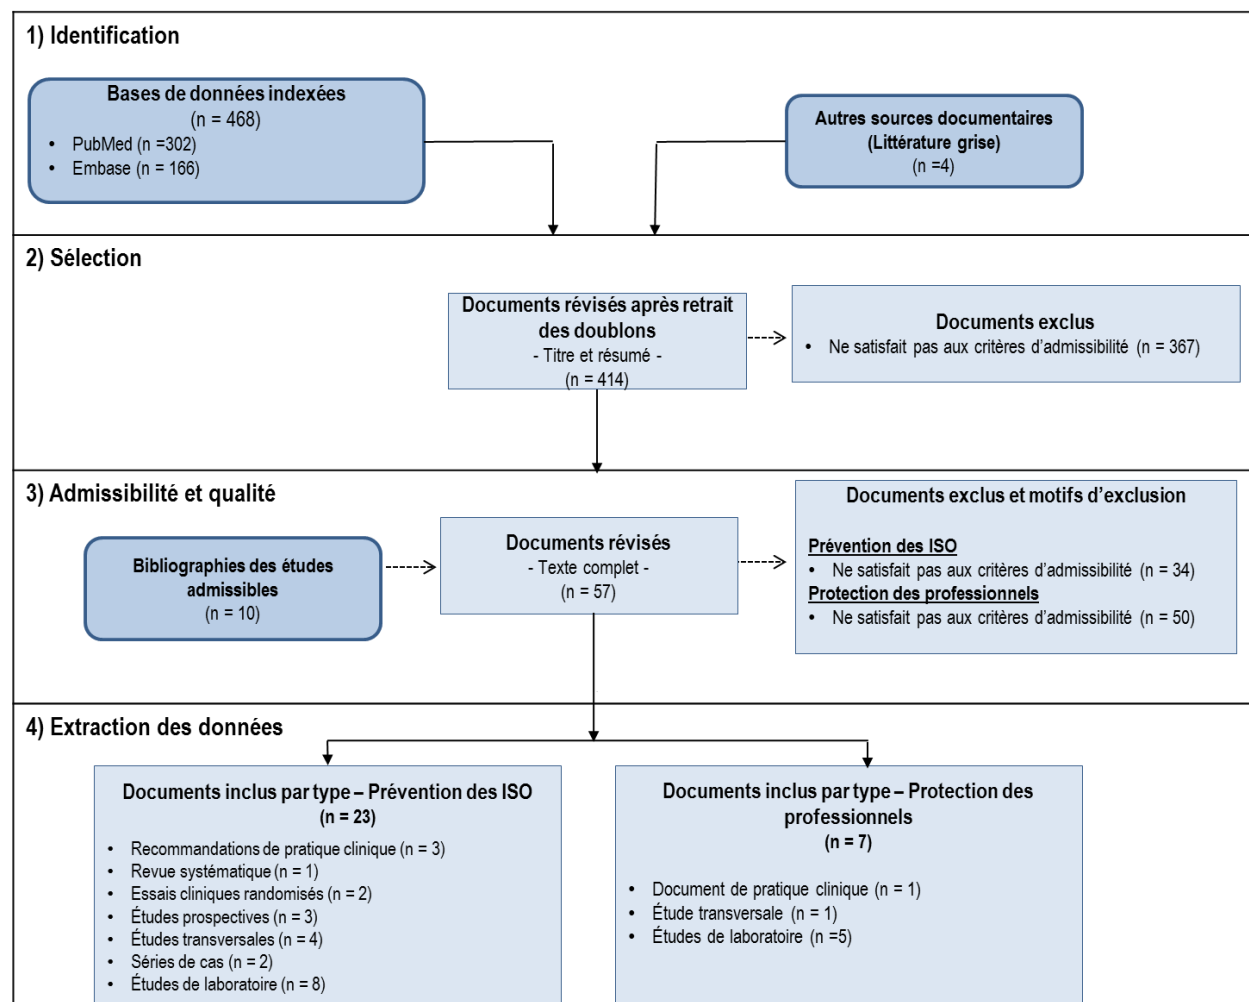 1) Identification
Bases de données indexées
(n = 468)
• PubMed (n =302)
• Embase (n = 166)
Autres sources documentaires
(Littérature grise)
(n =4)
2) Sélection
Documents révisés après retrait
des doublons
- Titre et résumé -
(n = 414)
Documents exclus
• Ne satisfait pas aux critères d’admissibilité (n = 367)
3) Admissibilité et qualité
Bibliographies des études
admissibles
(n = 10)
Documents révisés
- Texte complet -
(n = 57)
Documents exclus et motifs d’exclusion
Prévention des ISO
• Ne satisfait pas aux critères d’admissibilité (n = 34)
Protection des professionnels
• Ne satisfait pas aux critères d’admissibilité (n = 50)
4) Extraction des données
Documents inclus par type – Prévention des ISO
(n = 23)
• Recommandations de pratique clinique (n = 3)
• Revue systématique (n = 1)
• Essais cliniques randomisés (n = 2)
• Études prospectives (n = 3)
• Études transversales (n = 4)
• Séries de cas (n = 2)
• Études de laboratoire (n = 8)
Documents inclus par type – Protection des
professionnels
(n = 7)
• Document de pratique clinique (n = 1)
• Étude transversale (n = 1)
• Études de laboratoire (n =5)